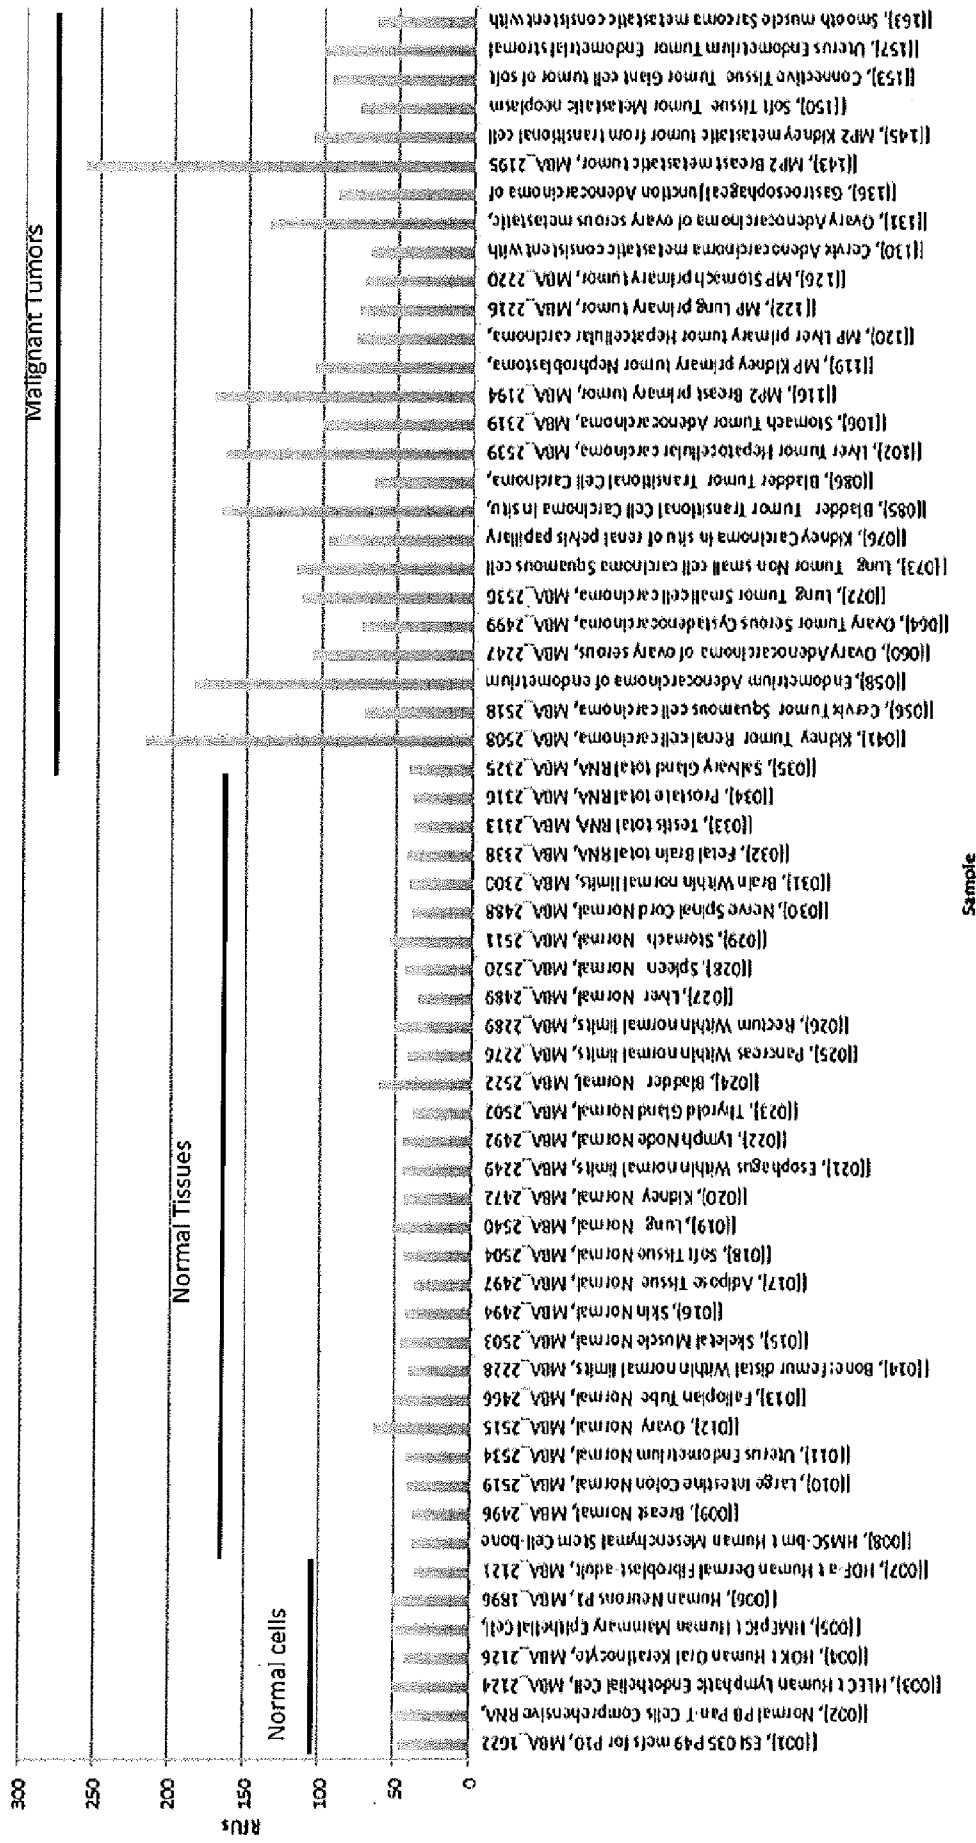 RFUs
300
250
200
150
100
50
0
Normal cells
Normal Tissues
Malignant Tumors
[[001], ESI 035 P49 mefs for P10, MBA_1622
[[002], Normal PB Pan-T-Cells Comprehensive RNA,
[[003], HLEC t Human Lymphatic Endothelial Cell, MBA_2124
[[004], HOK t Human Oral Keratinocyte, MBA_2126
[[005], HMEpiC t Human Mammary Epithelial Cell,
[[006], Human Neurons P1, MBA_1896
[[007], HDF-a t Human Dermal Fibroblast-adult, MBA_2121
[[008], HMSC-bm t Human Mesenchymal Stem Cell-bone
[[009], Breast Normal, MBA_2496
[[010], Large Intestine Colon Normal, MBA_2519
[[011], Uterus Endometrium Normal, MBA_2534
[[012], Ovary Normal, MBA_2515
[[013], Fallopian Tube Normal, MBA_2466
[[014], Bone: femur distal Within normal limits, MBA_2228
[[015], Skeletal Muscle Normal, MBA_2503
[[016], Skin Normal, MBA_2494
[[017], Adipose Tissue Normal, MBA_2497
[[018], Soft Tissue Normal, MBA_2504
[[019], Lung Normal, MBA_2540
[[020], Kidney Normal, MBA_2472
[[021], Esophagus Within normal limits, MBA_2249
[[022], Lymph Node Normal, MBA_2492
[[023], Thyroid Gland Normal, MBA_2502
[[024], Bladder Normal, MBA_2522
[[025], Pancreas Within normal limits, MBA_2276
[[026], Rectum Within normal limits, MBA_2289
[[027], Liver Normal, MBA_2489
[[028], Spleen Normal, MBA_2520
[[029], Stomach Normal, MBA_2511
[[030], Nerve Spinal Cord Normal, MBA_2488
[[031], Brain Within normal limits, MBA_2303
[[032], Fetal Brain total RNA, MBA_2338
[[033], Testis total RNA, MBA_2313
[[034], Prostate total RNA, MBA_2316
[[035], Salivary Gland total RNA, MBA_2325
[[041], Kidney Tumor Renal cell carcinoma, MBA_2508
[[056], Cervix Tumor Squamous cell carcinoma, MBA_2518
[[058], Endometrium Adenocarcinoma of endometrium
[[060], Ovary Adenocarcinoma of ovary serous, MBA_2247
[[064], Ovary Tumor Serous Cystadenocarcinoma, MBA_2499
[[072], Lung Tumor Small cell carcinoma, MBA_2536
[[073], Lung Tumor Non small cell carcinoma Squamous cell
[[076], Kidney Carcinoma in situ of renal pelvis papillary
[[085], Bladder Tumor Transitional Cell Carcinoma In situ,
[[086], Bladder Tumor Transitional Cell Carcinoma,
[[102], Liver Tumor Hepatocellular carcinoma, MBA_2539
[[106], Stomach Tumor Adenocarcinoma, MBA_2319
[[116], MP2 Breast primary tumor, MBA_2194
[[119], MP Kidney primary tumor Nephroblastoma,
[[120], MP Liver primary tumor Hepatcellular carcinoma,
[[122], MP Lung primary tumor, MBA_2216
[[126], MP Stomach primary tumor, MBA_2220
[[130], Cervix Adenocarcinoma metastatic consistent with
[[131], Ovary Adenocarcinoma of ovary serous metastatic,
[[136], Gastroesophageal Junction Adenocarcinoma of
[[143], MP2 Breast metastatic tumor, MBA_2195
[[145], MP2 Kidney metastatic tumor from transitional cell
[[150], Soft Tissue Tumor Metastatic neoplasm
[[153], Connective Tissue Tumor Giant cell tumor of soft
[[157], Uterus Endometrium Tumor Endometrial stromal
[[163], Smooth muscle Sarcoma metastatic consistent with
Sample